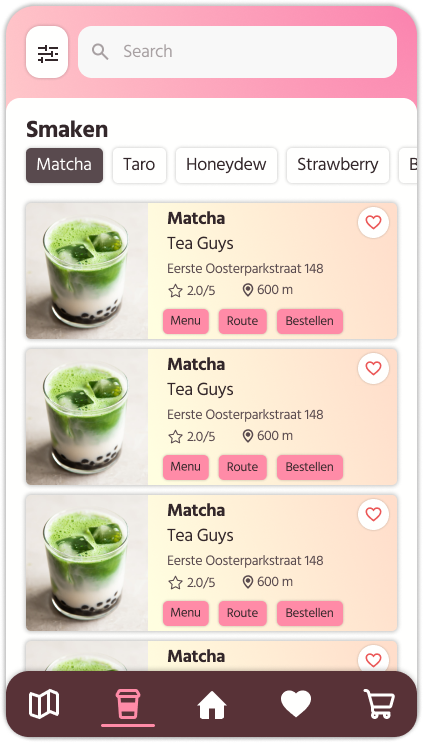 Search
Smaken
Matcha Taro Honeydew Strawberry B
Matcha
Tea Guys
Eerste Oosterparkstraat 148
2.0/5 600 m
Menu Route Bestellen
Matcha
Tea Guys
Eerste Oosterparkstraat 148
2.0/5 600 m
Menu Route Bestellen
Matcha
Tea Guys
Eerste Oosterparkstraat 148
2.0/5 600 m
Menu Route Bestellen
Matcha